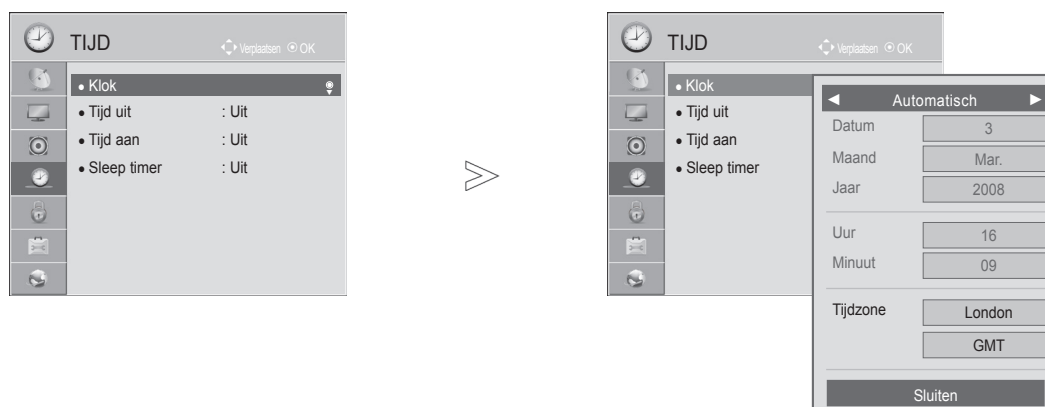 TIJD Verplaatsen OK
• Klok
• Tijd uit : Uit
• Tijd aan : Uit
• Sleep timer : Uit
TIJD Verplaatsen OK
• Klok
• Tijd uit
• Tijd aan
• Sleep timer
◄ Automatisch ►
Datum 3
Maand Mar.
Jaar 2008
Uur 16
Minuut 09
Tijdzone London
GMT
Sluiten